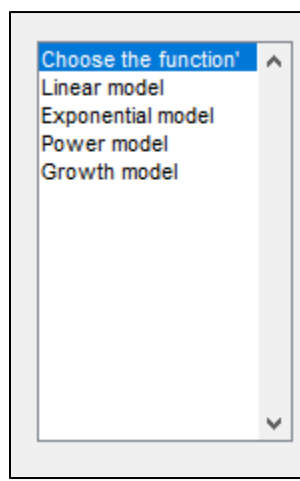 Choose the function'
Linear model
Exponential model
Power model
Growth model